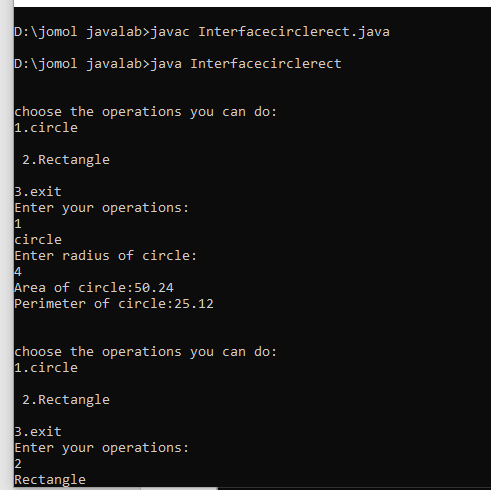 D:\jomol javalab>javac Interfacecirclerect.java
D:\jomol javalab>java Interfacecirclerect
choose the operations you can do:
1.circle
2.Rectangle
3.exit
Enter your operations:
1
circle
Enter radius of circle:
4
Area of circle:50.24
Perimeter of circle:25.12
choose the operations you can do:
1.circle
2.Rectangle
3.exit
Enter your operations:
2
Rectangle